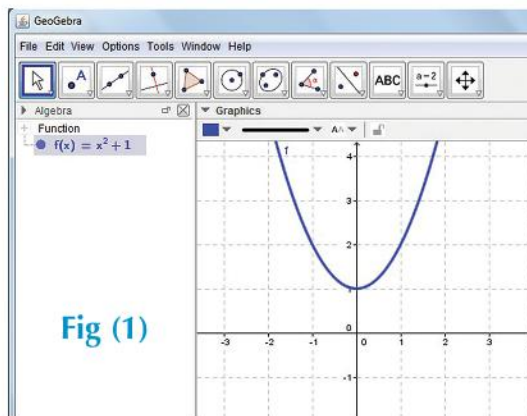 GeoGebra
File Edit View Options Tools Window Help
A α ABC a=2
Algebra
Graphics
Function
f(x) = x² + 1
f
4
3
2
1
0
-3 -2 -1 0 1 2 3
-1
Fig (1)